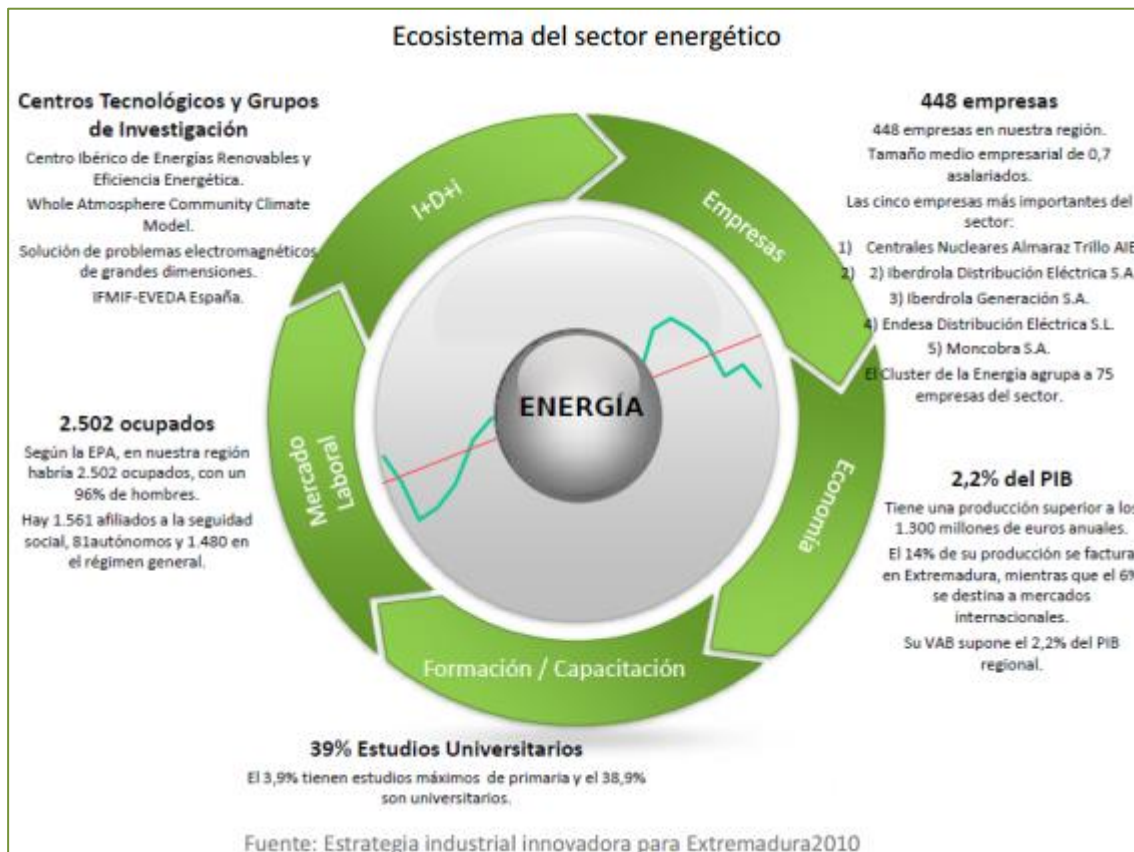 Ecosistema del sector energético
Centros Tecnológicos y Grupos
de Investigación
Centro Ibérico de Energías Renovables y
Eficiencia Energética.
Whole Atmosphere Community Climate
Model.
Solución de problemas electromagnéticos
de grandes dimensiones.
IFMIF-EVEDA España.
I+D+i
Empresas
448 empresas
448 empresas en nuestra región.
Tamaño medio empresarial de 0,7
asalariados.
Las cinco empresas más importantes del
sector:
1) Centrales Nucleares Almaraz Trillo AIE
2) 2) Iberdrola Distribución Eléctrica S.A
3) Iberdrola Generación S.A.
4) Endesa Distribución Eléctrica S.L.
5) Moncobra S.A.
El Cluster de la Energía agrupa a 75
empresas del sector.
ENERGÍA
2.502 ocupados
Según la EPA, en nuestra región
habría 2.502 ocupados, con un
96% de hombres.
Hay 1.561 afiliados a la seguidad
social, 81autónomos y 1.480 en
el régimen general.
Mercado
Laboral
Economía
2,2% del PIB
Tiene una producción superior a los
1.300 millones de euros anuales.
El 14% de su producción se factura
en Extremadura, mientras que el 6%
se destina a mercados
internacionales.
Su VAB supone el 2,2% del PIB
regional.
Formación / Capacitación
39% Estudios Universitarios
El 3,9% tienen estudios máximos de primaria y el 38,9%
son universitarios.
Fuente: Estrategia industrial innovadora para Extremadura2010